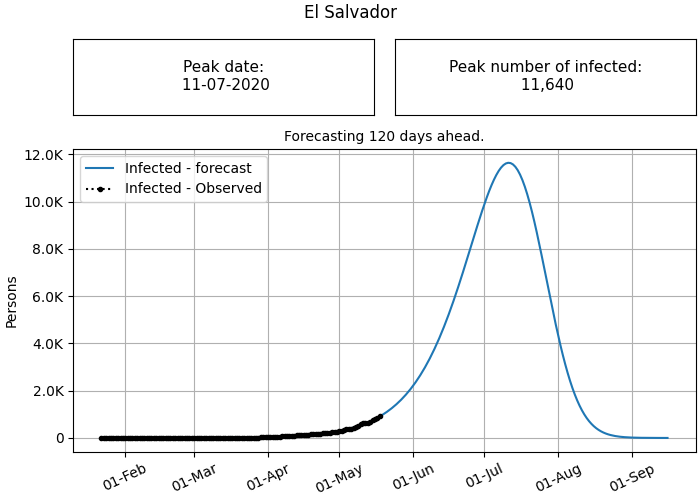 El Salvador
Peak date:
11-07-2020
Peak number of infected:
11,640
Forecasting 120 days ahead.
Infected - forecast
Infected - Observed
Persons
12.0K
10.0K
8.0K
6.0K
4.0K
2.0K
0
01-Feb
01-Mar
01-Apr
01-May
01-Jun
01-Jul
01-Aug
01-Sep